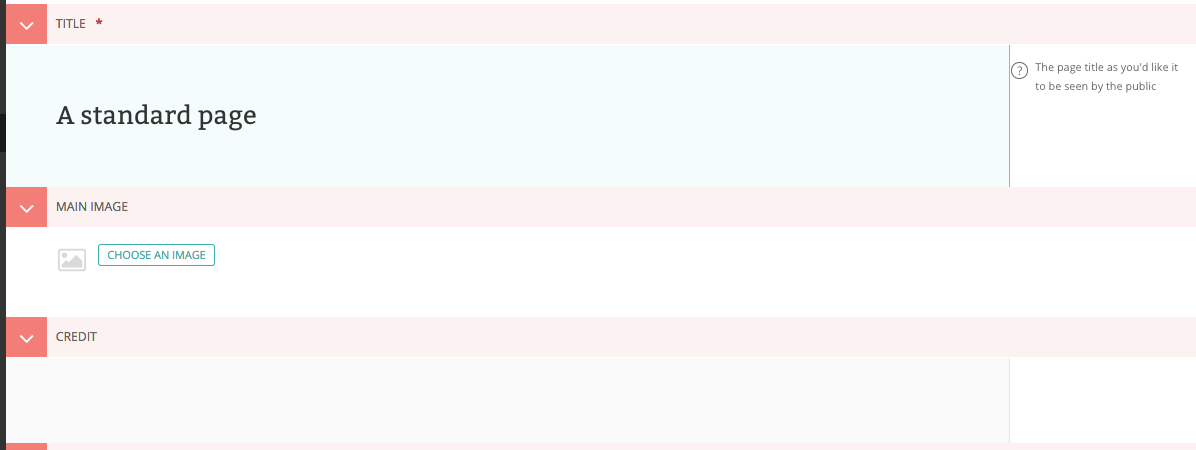 TITLE *
A standard page
? The page title as you'd like it
to be seen by the public
MAIN IMAGE
CHOOSE AN IMAGE
CREDIT